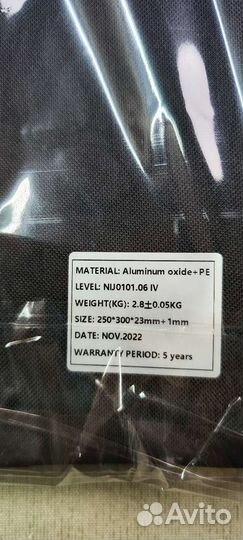 MATERIAL: Aluminum oxide+PE
LEVEL: NIJ0101.06 IV
WEIGHT(KG): 2.8±0.05KG
SIZE: 250*300*23mm+1mm
DATE: NOV.2022
WARRANTY PERIOD: 5 years
Avito